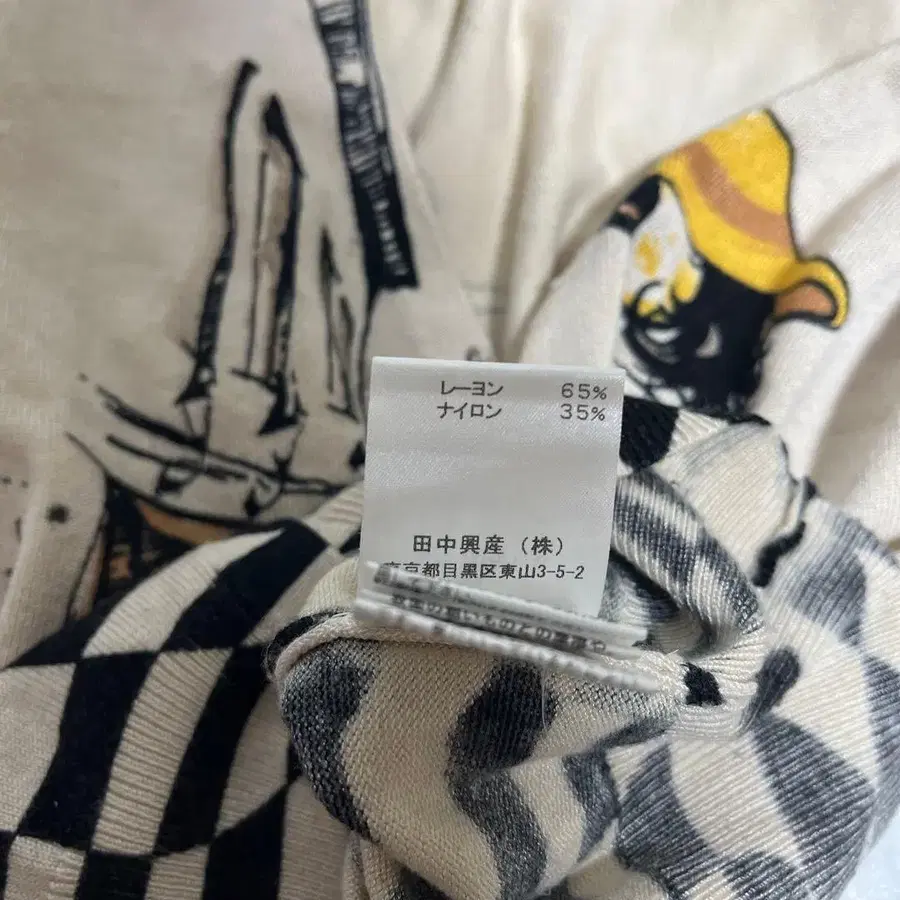 レーヨン 65%
ナイロン 35%
田中興産（株）
東京都目黒区東山3-5-2